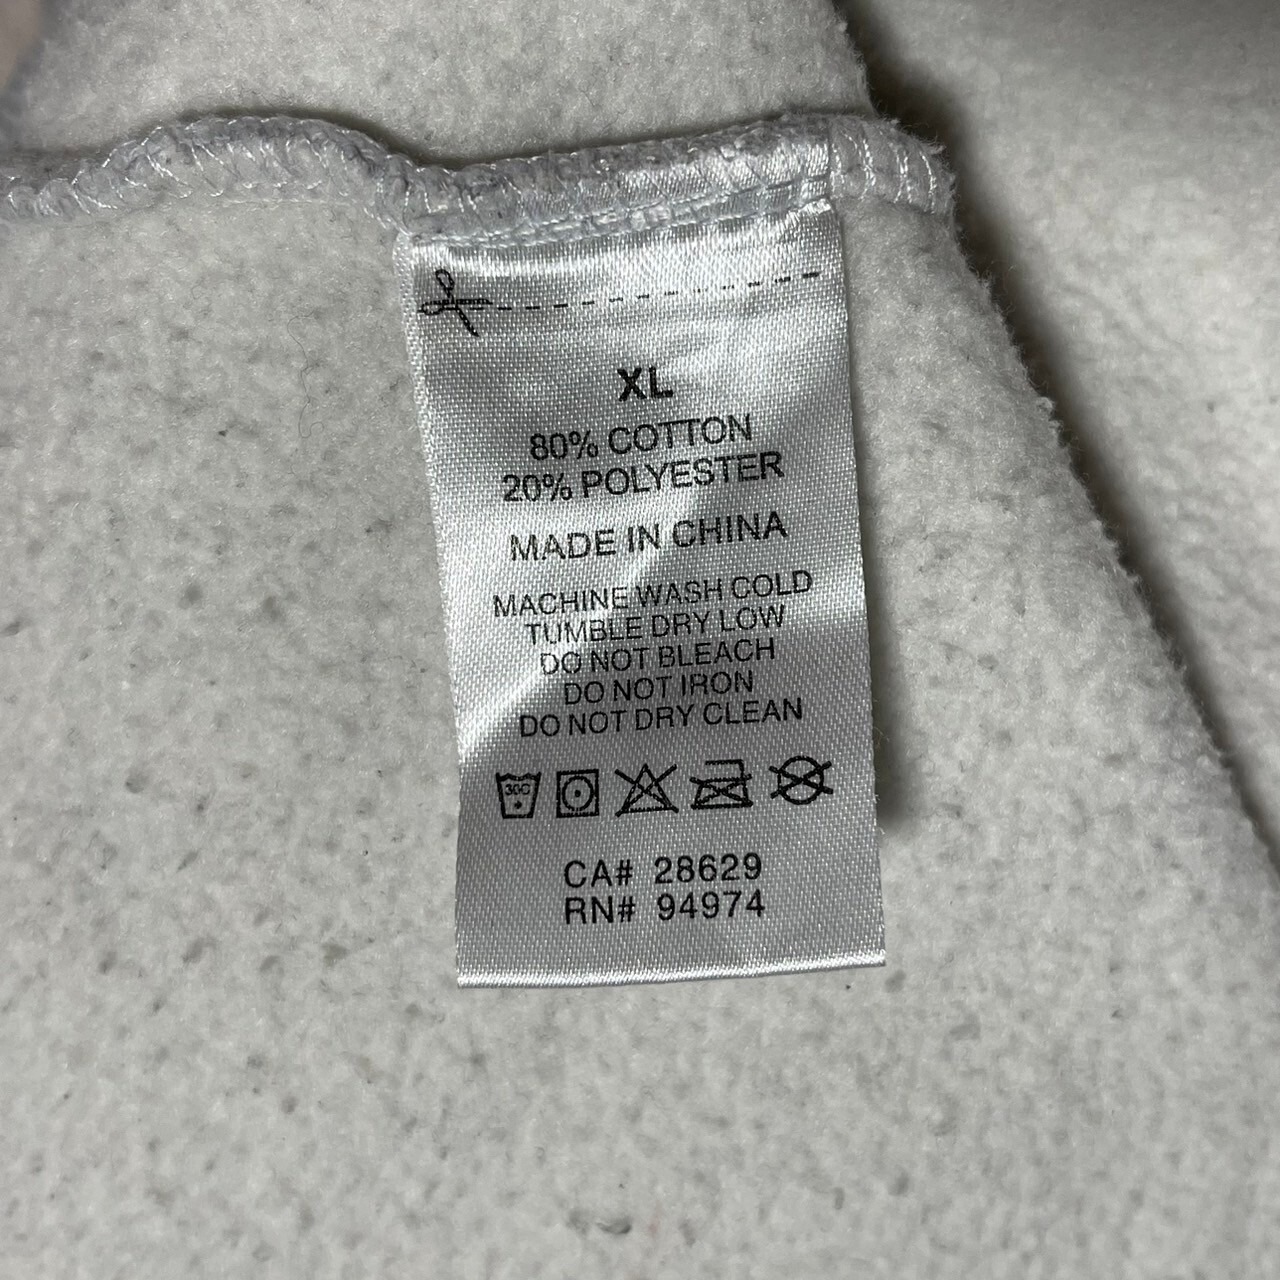 XL
80% COTTON
20% POLYESTER
MADE IN CHINA
MACHINE WASH COLD
TUMBLE DRY LOW
DO NOT BLEACH
DO NOT IRON
DO NOT DRY CLEAN
30C
CA# 28629
RN# 94974